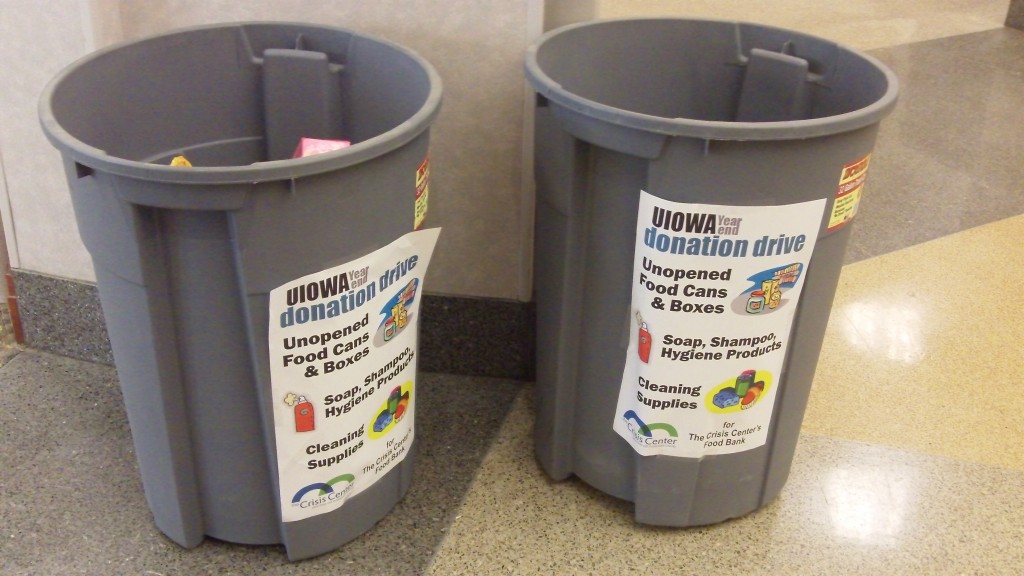 UIOWA Year end
donation drive
Unopened
Food Cans
& Boxes
Soap, Shampoo,
Hygiene Products
Cleaning
Supplies
for
The Crisis Center's
Food Bank
Crisis Center
UIOWA Year end
donation drive
Unopened
Food Cans
& Boxes
Soap, Shampoo,
Hygiene Products
Cleaning
Supplies
for
The Crisis Center's
Food Bank
Crisis Center